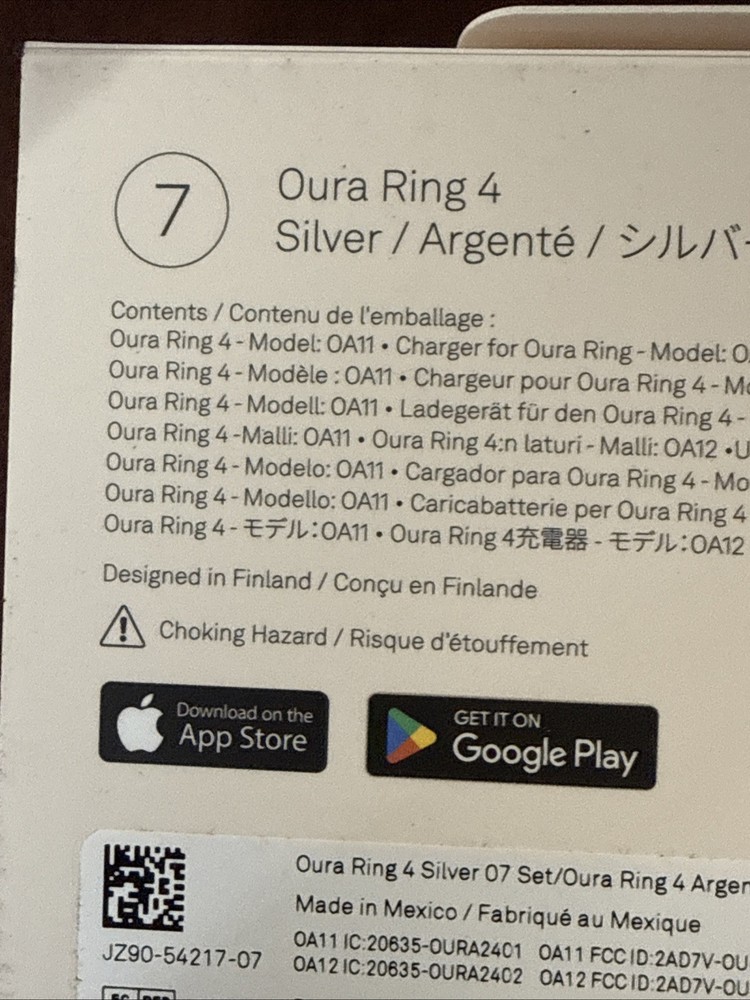 7
Oura Ring 4
Silver / Argenté / シルバー
Contents / Contenu de l'emballage :
Oura Ring 4 - Model: OA11 • Charger for Oura Ring - Model:
Oura Ring 4 - Modèle : OA11 • Chargeur pour Oura Ring 4 -
Oura Ring 4 - Modell: OA11 • Ladegerät für den Oura Ring 4 -
Oura Ring 4 -Malli: OA11 • Oura Ring 4:n laturi - Malli: OA12 •
Oura Ring 4 - Modelo: OA11 • Cargador para Oura Ring 4 -
Oura Ring 4 - Modello: OA11 • Caricabatterie per Oura Ring 4
Oura Ring 4 - モデル:OA11 • Oura Ring 4充電器 - モデル:OA12
Designed in Finland / Conçu en Finlande
Choking Hazard / Risque d'étouffement
Download on the
App Store
GET IT ON
Google Play
Oura Ring 4 Silver 07 Set/Oura Ring 4
Made in Mexico / Fabriqué au Mexique
JZ90-54217-07
OA11 IC:20635-OURA2401 OA11 FCC ID:2AD7V-OU
OA12 IC:20635-OURA2402 OA12 FCC ID:2AD7V-OU